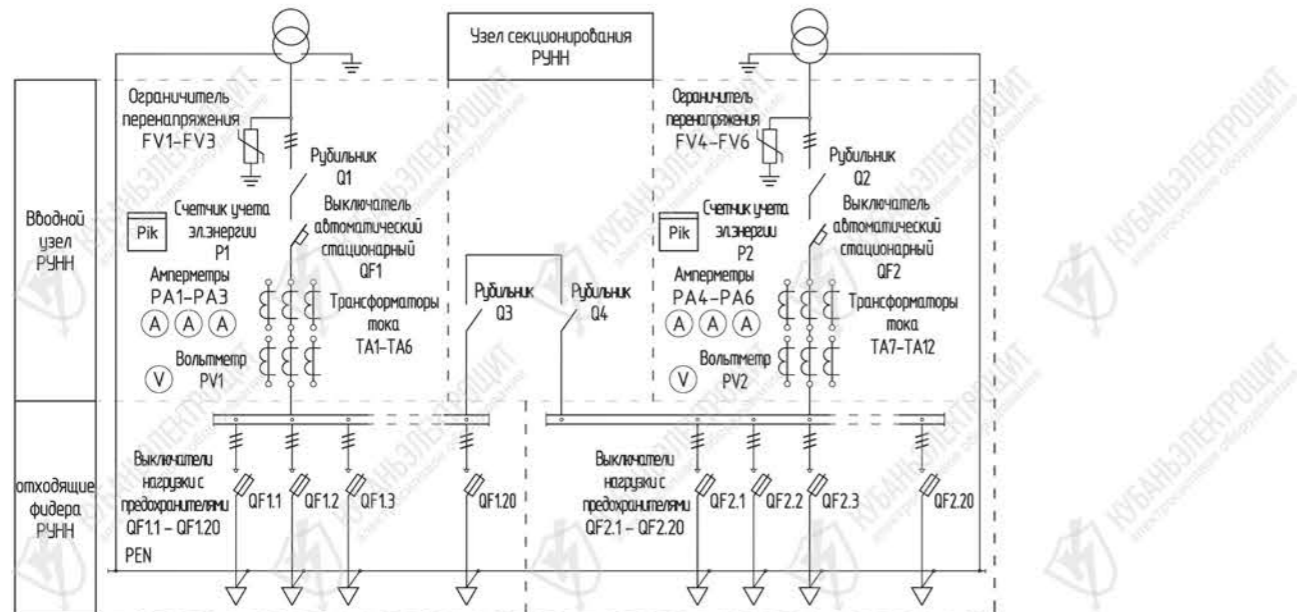 Узел секционирования
РУНН
Вводной
узел
РУНН
Ограничитель
перенапряжения
FV1-FV3
Рубильник
Q1
Счетчик учета
эл.энергии
P1
Pik
Выключатель
автоматический
стационарный
QF1
Амперметры
PA1-PA3
A A A
Трансформаторы
тока
TA1-TA6
Вольтметр
PV1
V
Рубильник
Q3
Рубильник
Q4
Ограничитель
перенапряжения
FV4-FV6
Рубильник
Q2
Счетчик учета
эл.энергии
P2
Pik
Выключатель
автоматический
стационарный
QF2
Амперметры
PA4-PA6
A A A
Трансформаторы
тока
TA7-TA12
Вольтметр
PV2
V
отходящие
фидера
РУНН
Выключатели
нагрузки с
предохранителями
QF1.1 - QF1.20
PEN
QF1.1
QF1.2
QF1.3
QF1.20
Выключатели
нагрузки с
предохранителями
QF2.1 - QF2.20
QF2.1
QF2.2
QF2.3
QF2.20
КУБАНЬЭЛЕКТРОЩИТ
электрощитовое оборудование